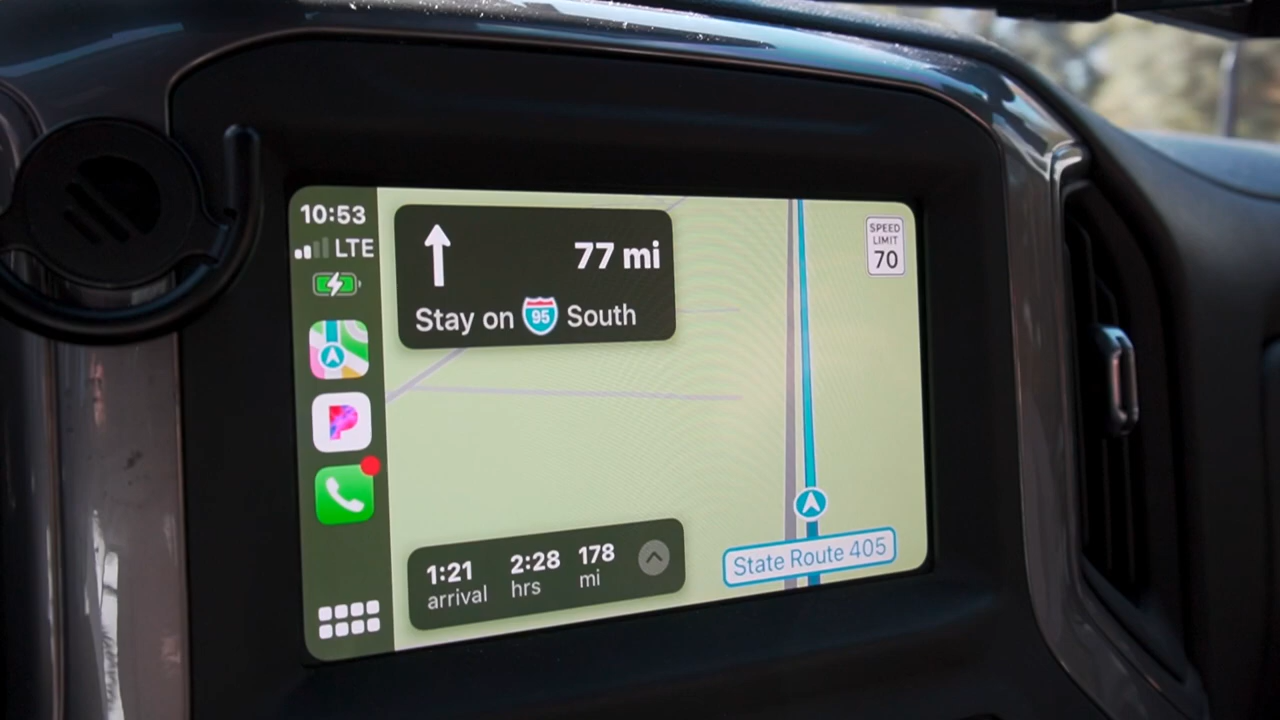 10:53
LTE
77 mi
Stay on 95 South
SPEED
LIMIT
70
1:21 2:28 178
arrival hrs mi
State Route 405